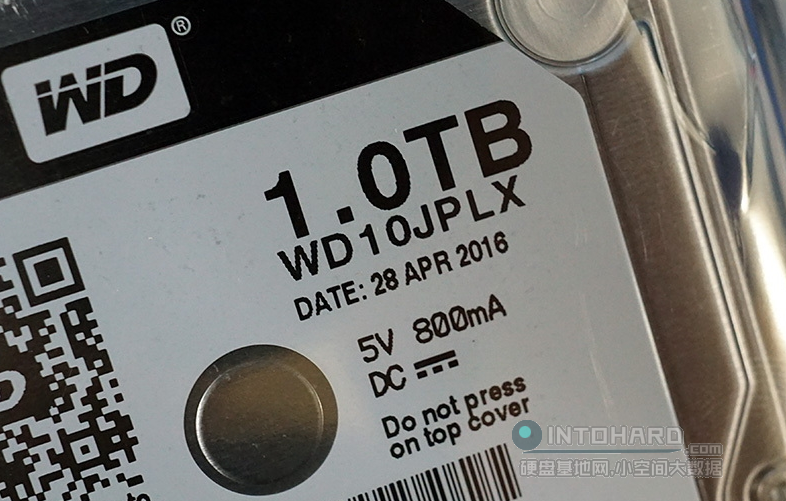 WD®
1.0TB
WD10JPLX
DATE: 28 APR 2016
5V 800mA
DC
Do not press
on top cover
INTOHARD.com
硬盘基地网.小空间大数据